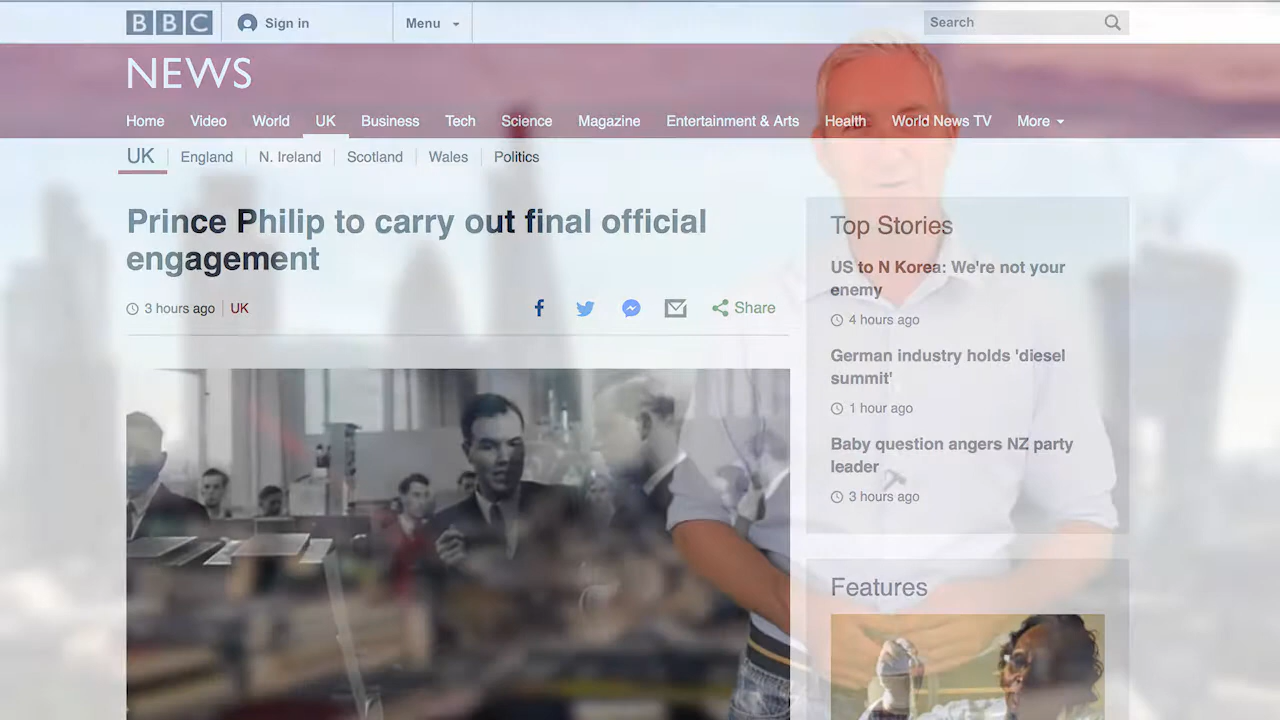 BBC Sign in Menu Search
NEWS
Home Video World UK Business Tech Science Magazine Entertainment & Arts Health World News TV More
UK England N. Ireland Scotland Wales Politics
Prince Philip to carry out final official
engagement
3 hours ago UK
Share
Top Stories
US to N Korea: We're not your
enemy
4 hours ago
German industry holds 'diesel
summit'
1 hour ago
Baby question angers NZ party
leader
3 hours ago
Features